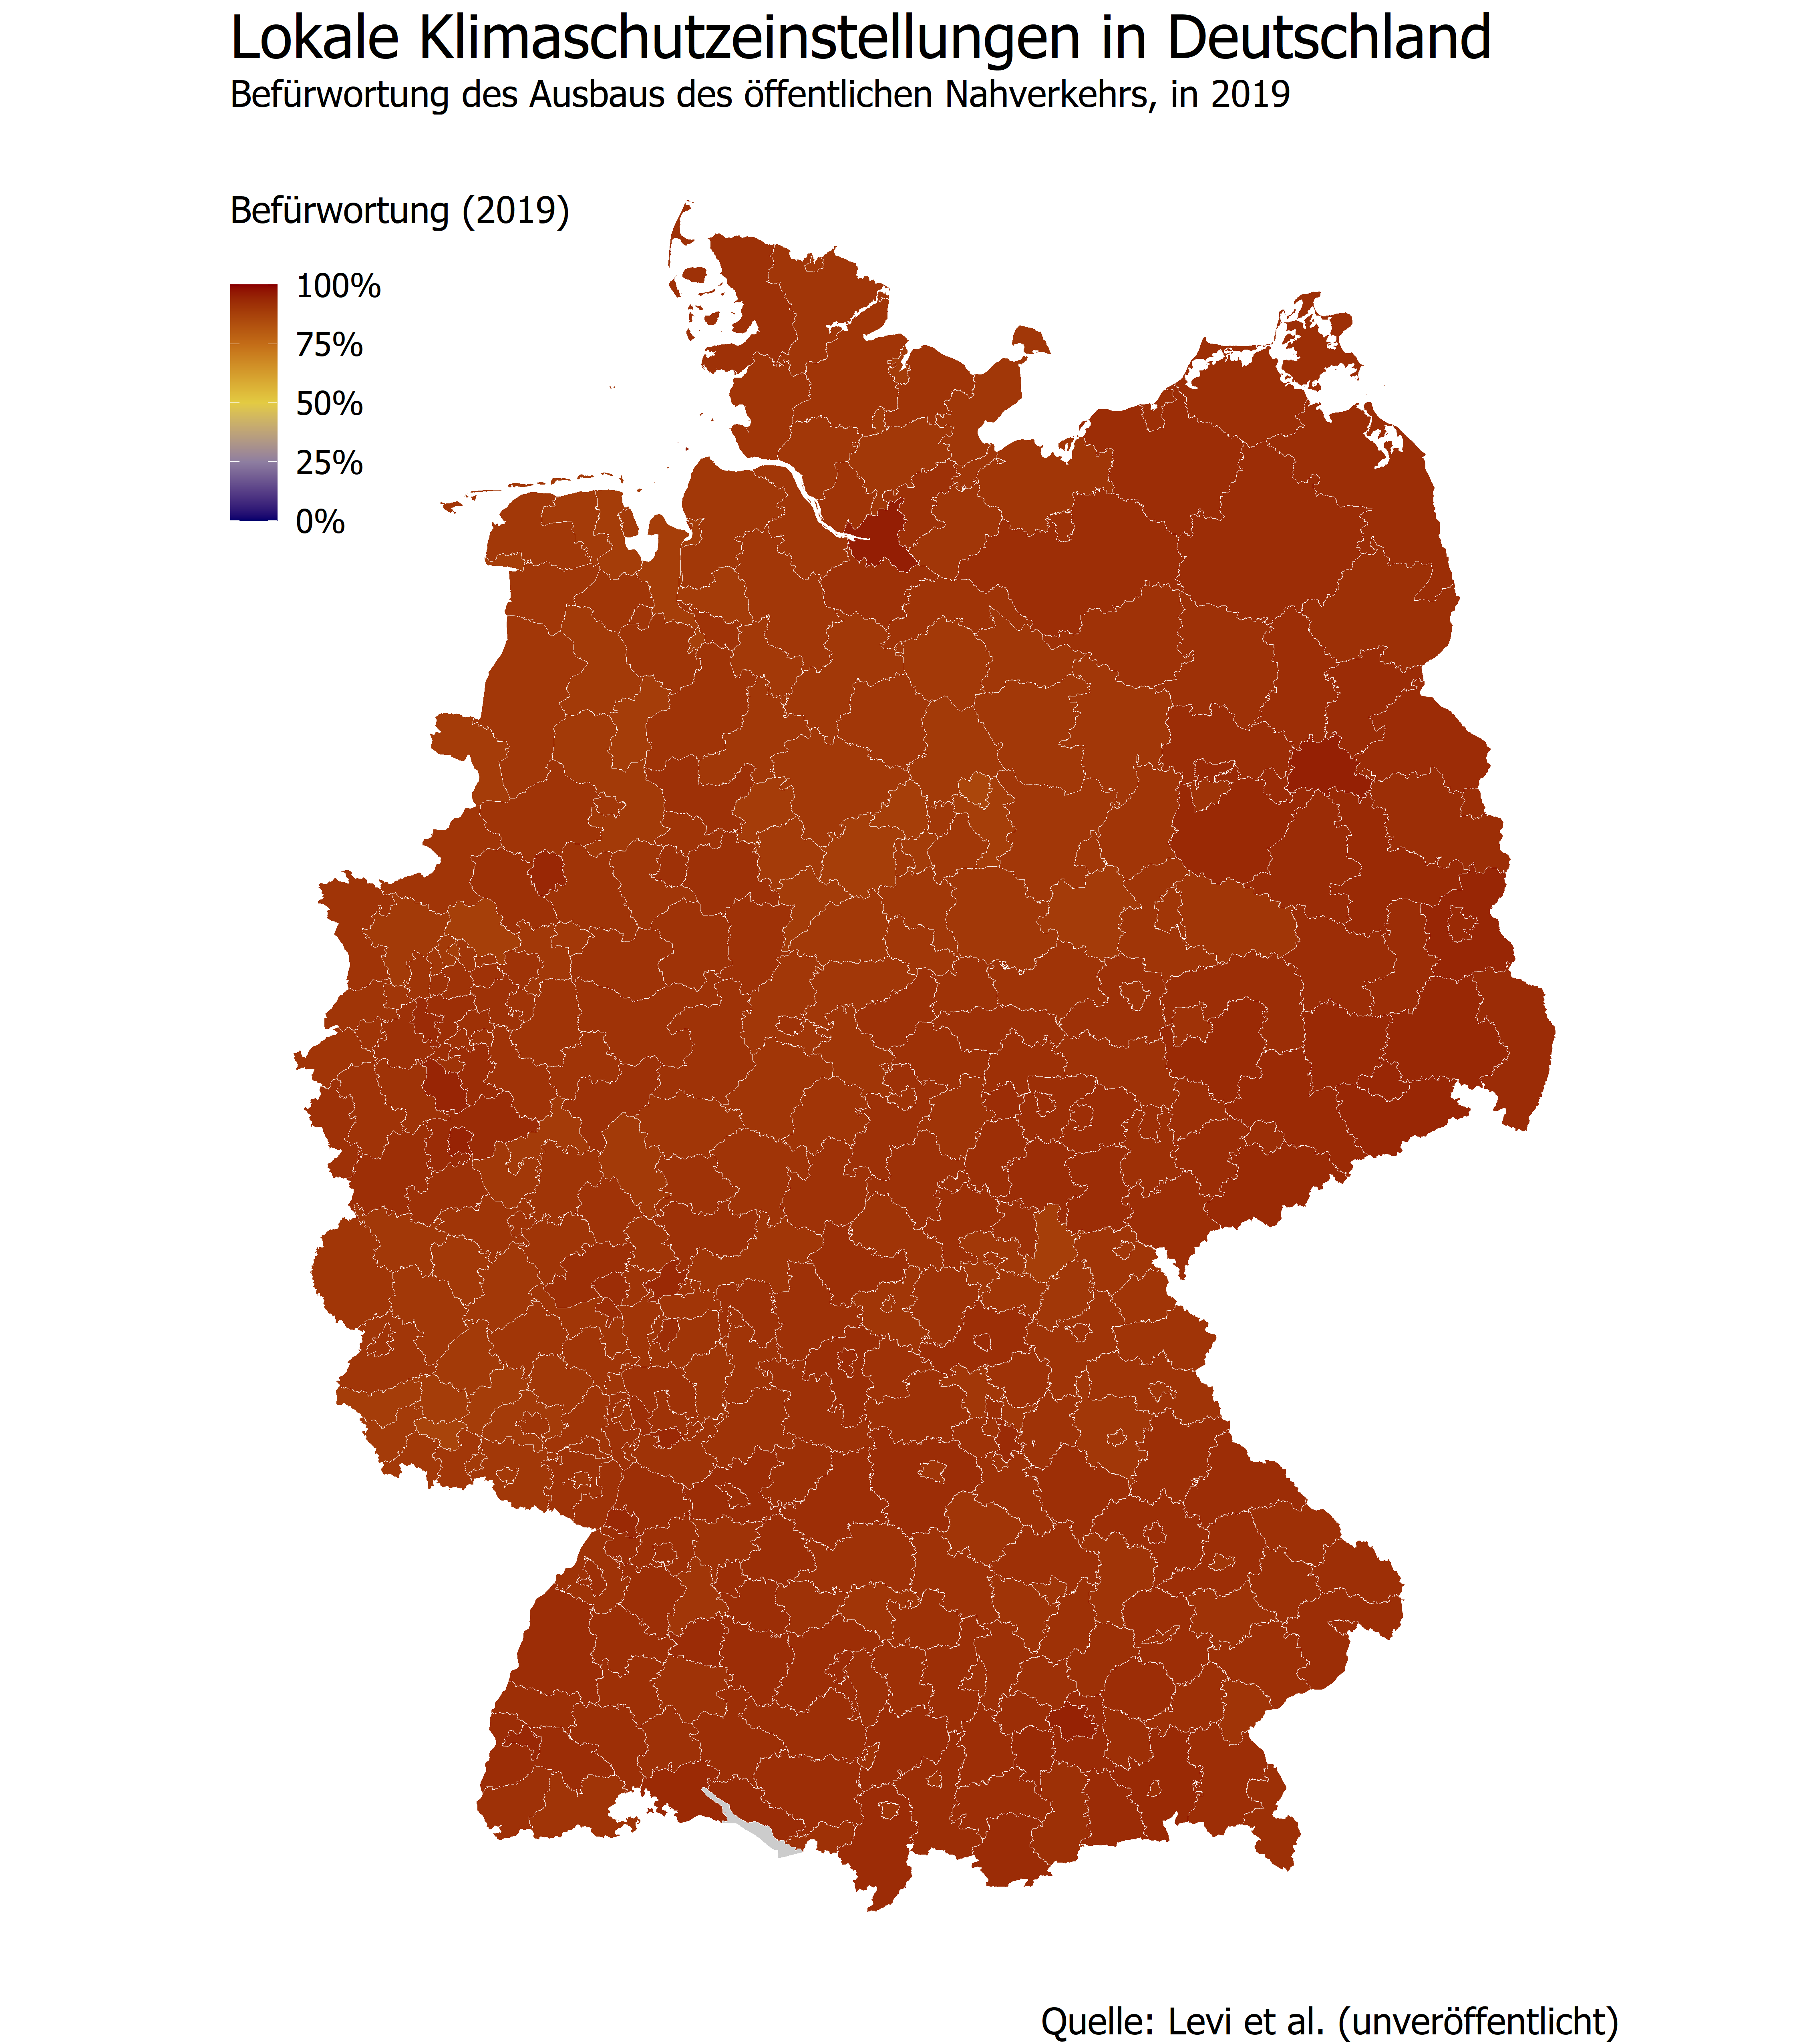 Lokale Klimaschutzeinstellungen in Deutschland
Befürwortung des Ausbaus des öffentlichen Nahverkehrs, in 2019
Befürwortung (2019)
100%
75%
50%
25%
0%
Quelle: Levi et al. (unveröffentlicht)